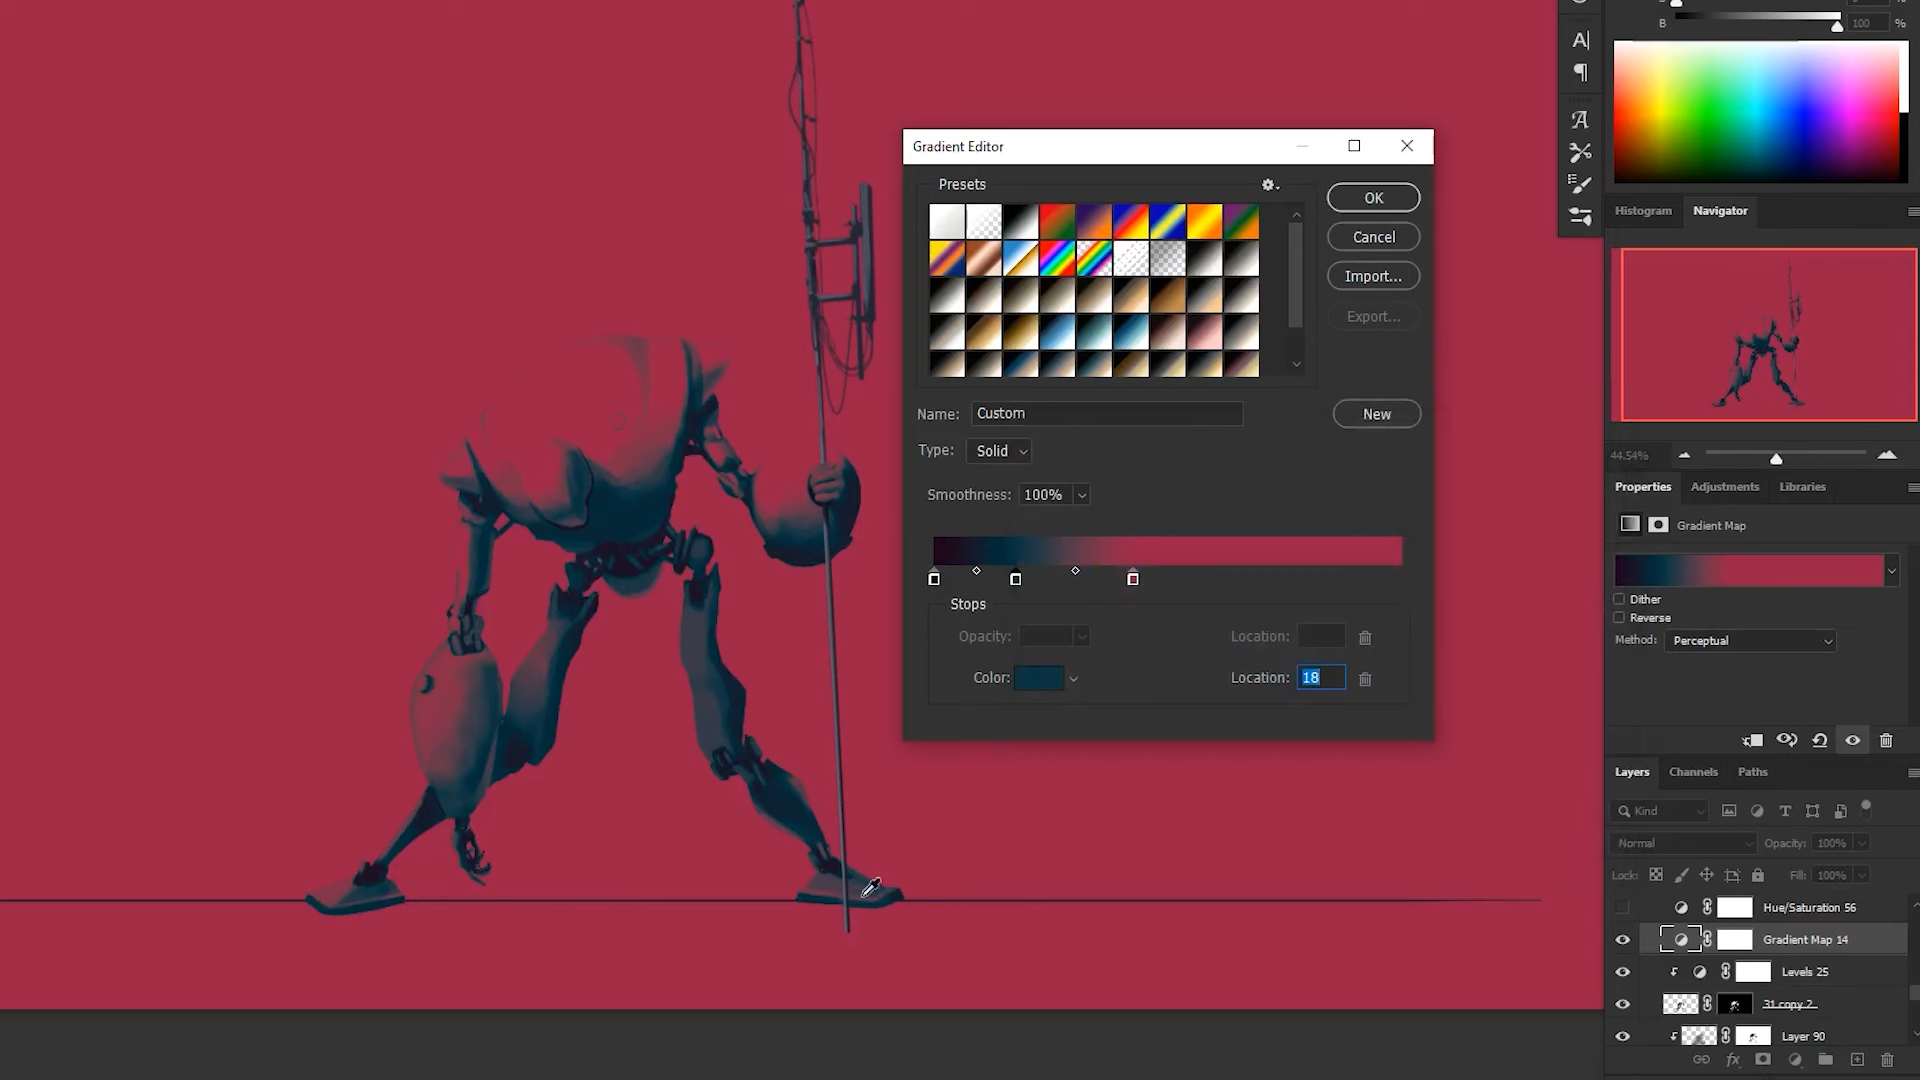 B 100 %
A|
Histogram Navigator
44.54%
Properties Adjustments Libraries
Gradient Map
Dither
Reverse
Method: Perceptual
Layers Channels Paths
Kind
Normal Opacity: 100%
Lock: Fill: 100%
Hue/Saturation 56
Gradient Map 14
Levels 25
31 copy 2
Layer 90
Gradient Editor
Presets
OK
Cancel
Import...
Export...
Name: Custom
New
Type: Solid
Smoothness: 100%
Stops
Opacity: Location:
Color: Location: 18